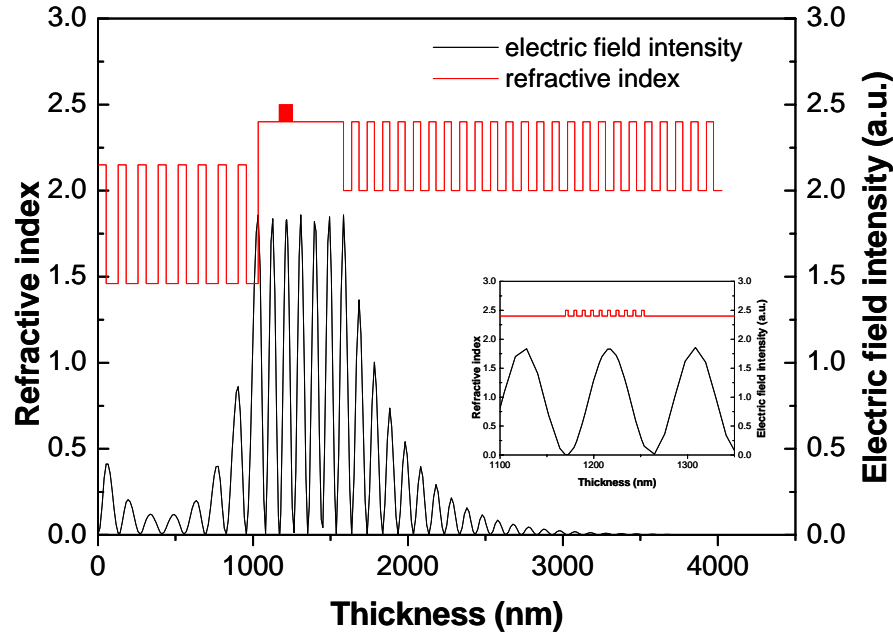 3.0
2.5
2.0
1.5
1.0
0.5
0.0
Refractive index
electric field intensity
refractive index
3.0
2.5
2.0
1.5
1.0
0.5
0.0
Electric field intensity (a.u.)
3.0
2.5
2.0
1.5
1.0
0.5
0.0
Refractive index
3.0
2.5
2.0
1.5
1.0
0.5
0.0
Electric field intensity (a.u.)
1100 1200 1300
Thickness (nm)
0 1000 2000 3000 4000
Thickness (nm)